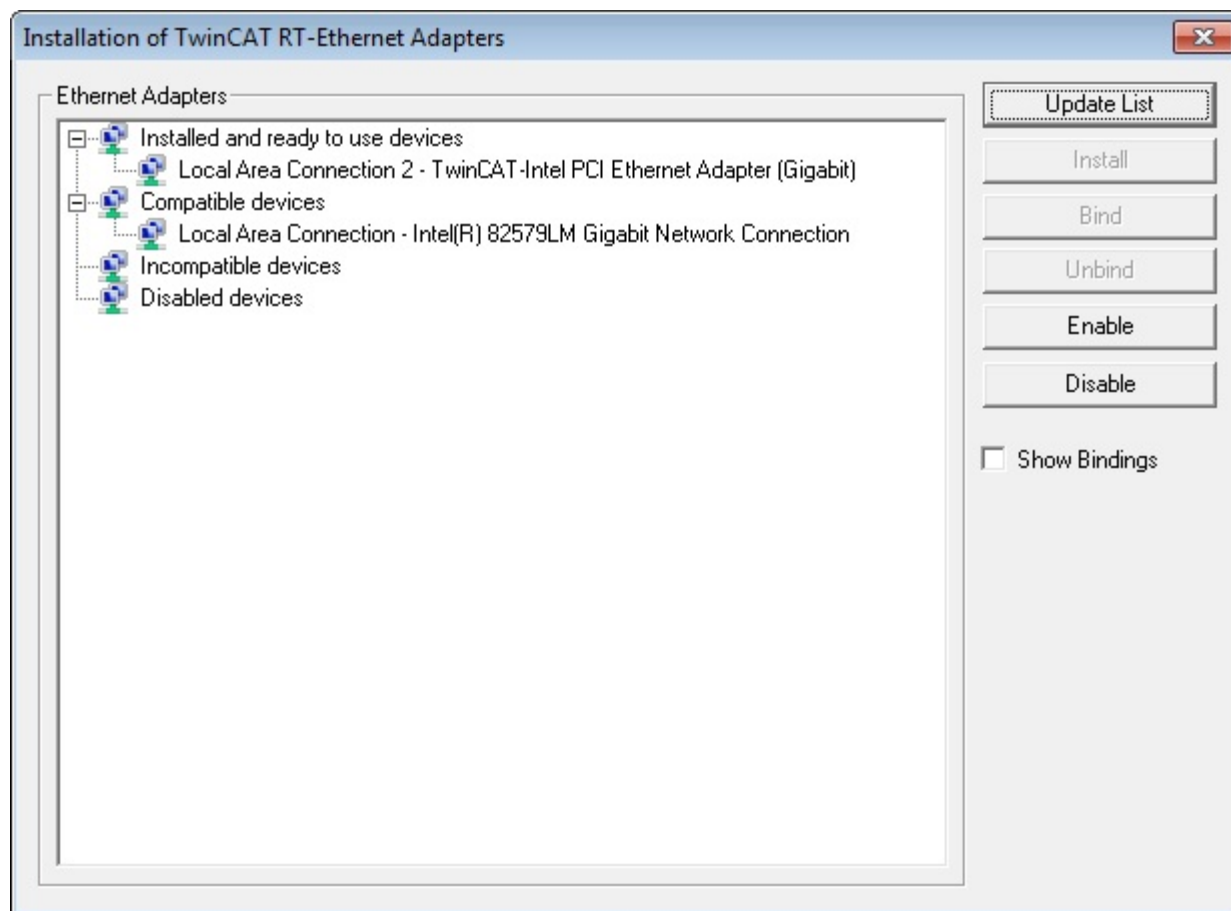 Installation of TwinCAT RT-Ethernet Adapters
Ethernet Adapters
Installed and ready to use devices
Local Area Connection 2 - TwinCAT-Intel PCI Ethernet Adapter (Gigabit)
Compatible devices
Local Area Connection - Intel(R) 82579LM Gigabit Network Connection
Incompatible devices
Disabled devices
Update List
Install
Bind
Unbind
Enable
Disable
Show Bindings